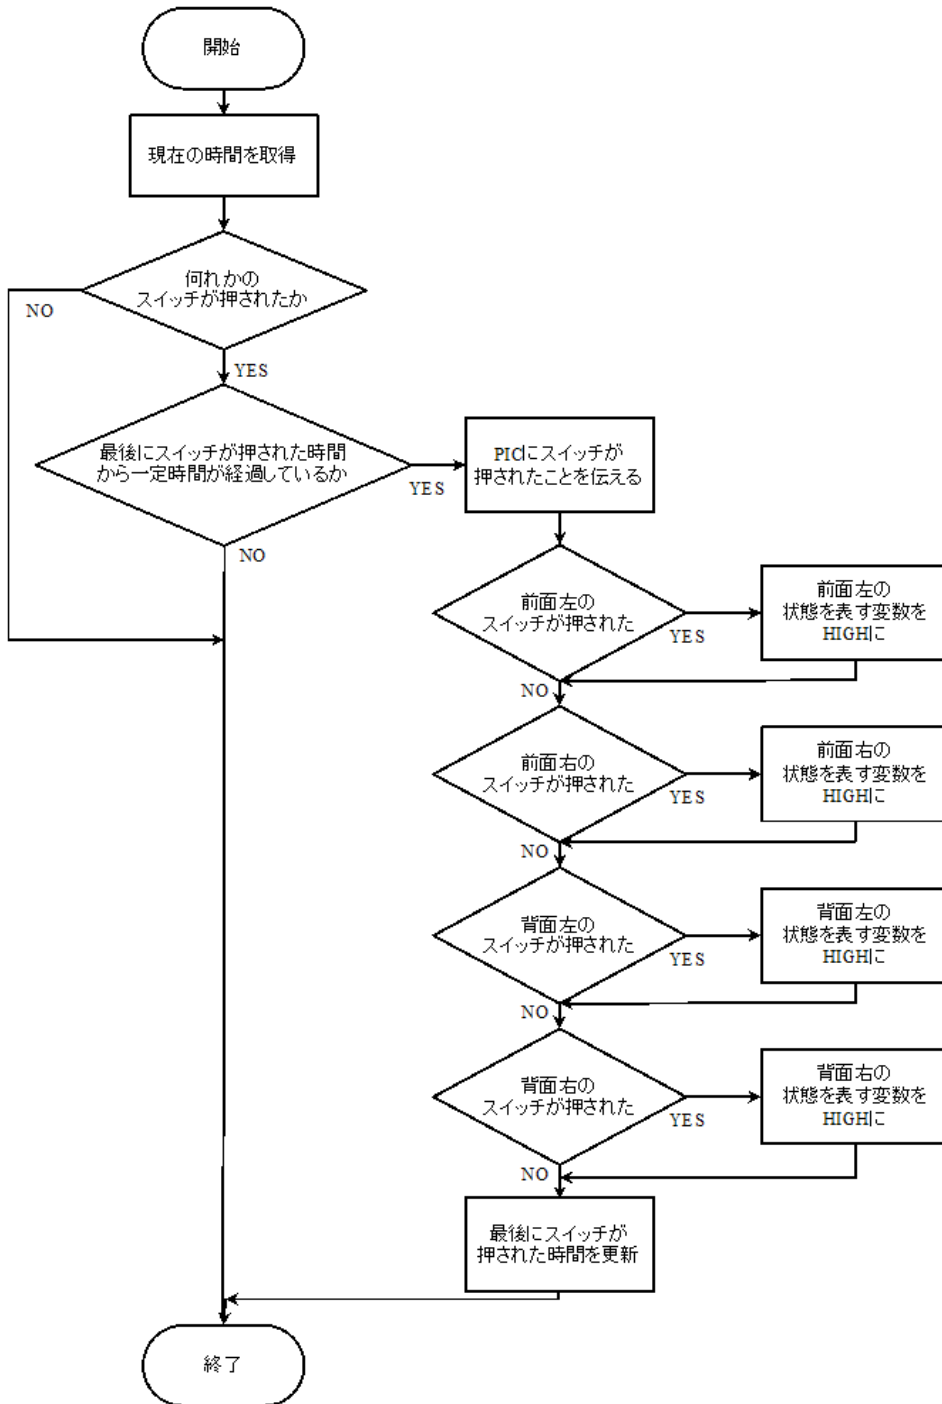 開始
現在の時間を取得
何れかの
スイッチが押されたか
NO
YES
最後にスイッチが押された時間
から一定時間が経過しているか
YES
NO
PICにスイッチが
押されたことを伝える
前面左の
スイッチが押された
YES
NO
前面左の
状態を表す変数を
HIGHに
前面右の
スイッチが押された
YES
NO
前面右の
状態を表す変数を
HIGHに
背面左の
スイッチが押された
YES
NO
背面左の
状態を表す変数を
HIGHに
背面右の
スイッチが押された
YES
NO
背面右の
状態を表す変数を
HIGHに
最後にスイッチが
押された時間を更新
終了